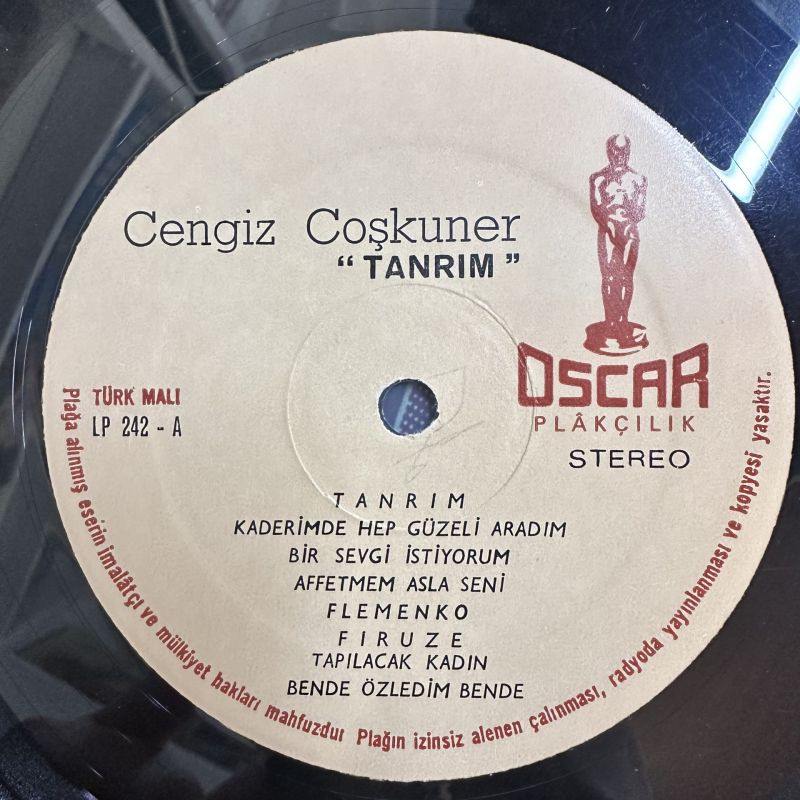 Cengiz Coşkuner
“TANRIM”
OSCAR
PLÂKÇILIK
STEREO
TÜRK MALI
LP 242 - A
TANRIM
KADERİMDE HEP GÜZELİ ARADIM
BİR SEVGİ İSTİYORUM
AFFETMEM ASLA SENİ
FLEMENKO
FIRUZE
TAPILACAK KADIN
BENDE ÖZLEDİM BENDE
Plağa alınmış eserin imalâtçı ve mülkiyet hakları mahfuzdur Plağın izinsiz alenen çalınması, radyoda yayınlanması ve kopyesi yasaktır.